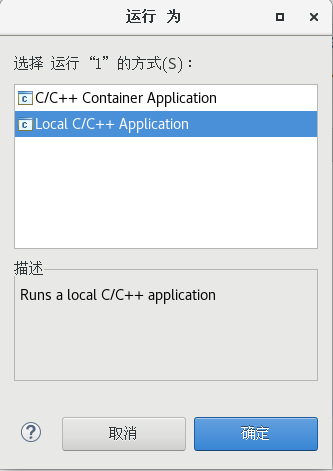 运行 为
选择 运行“1”的方式(S)：
C/C++ Container Application
Local C/C++ Application
描述
Runs a local C/C++ application
取消
确定